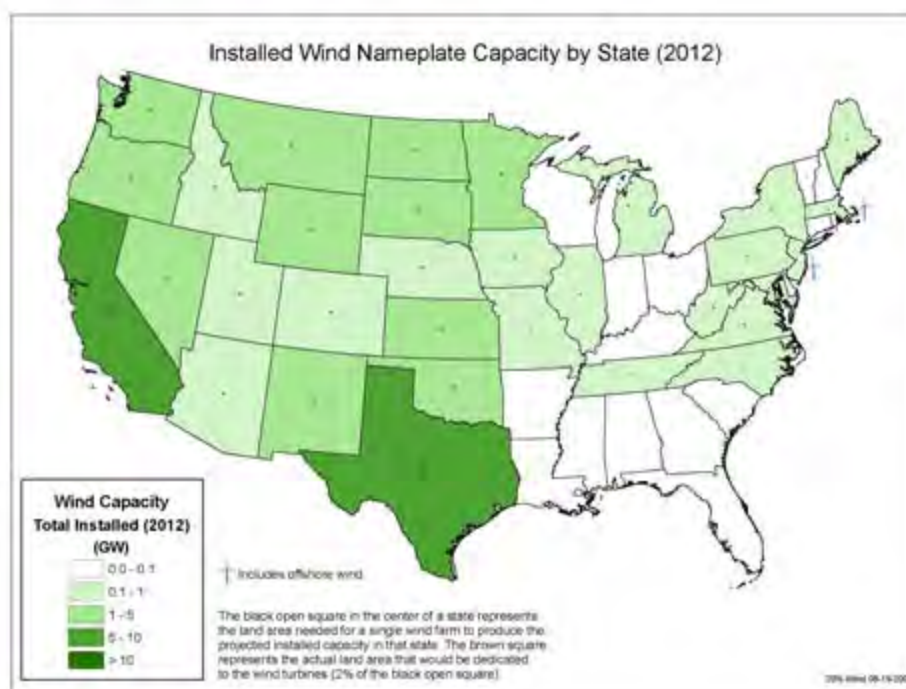 Installed Wind Nameplate Capacity by State (2012)
Wind Capacity
Total Installed (2012)
(GW)
0.0 - 0.1
0.1 - 1
1 - 5
5 - 10
> 10
† Includes offshore wind.
The black open square in the center of a state represents
the land area needed for a single wind farm to produce the
projected installed capacity in that state. The brown square
represents the actual land area that would be dedicated
to the wind turbines (2% of the black open square).